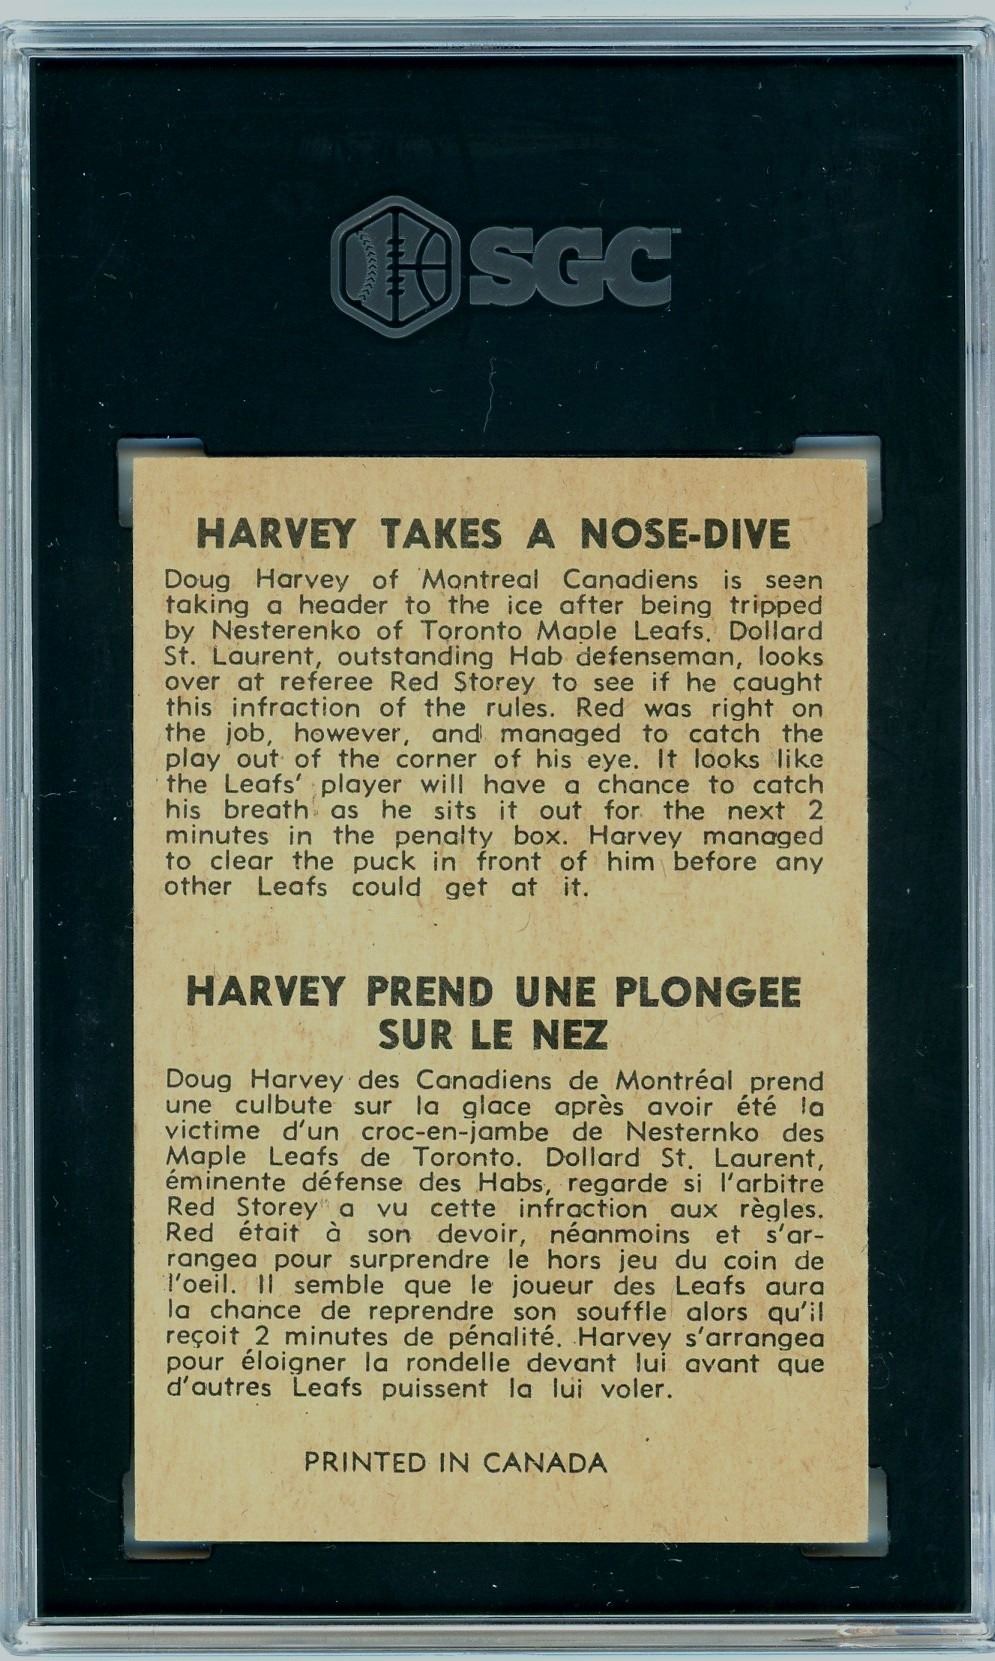 SGC™
HARVEY TAKES A NOSE-DIVE
Doug Harvey of Montreal Canadiens is seen
taking a header to the ice after being tripped
by Nesterenko of Toronto Maple Leafs. Dollard
St. Laurent, outstanding Hab defenseman, looks
over at referee Red Storey to see if he caught
this infraction of the rules. Red was right on
the job, however, and managed to catch the
play out of the corner of his eye. It looks like
the Leafs' player will have a chance to catch
his breath as he sits it out for the next 2
minutes in the penalty box. Harvey managed
to clear the puck in front of him before any
other Leafs could get at it.
HARVEY PREND UNE PLONGEE
SUR LE NEZ
Doug Harvey des Canadiens de Montréal prend
une culbute sur la glace après avoir été la
victime d'un croc-en-jambe de Nesternko des
Maple Leafs de Toronto. Dollard St. Laurent,
éminente défense des Habs, regarde si l'arbitre
Red Storey a vu cette infraction aux règles.
Red était à son devoir, néanmoins et s'ar-
rangea pour surprendre le hors jeu du coin de
l'oeil. Il semble que le joueur des Leafs aura
la chance de reprendre son souffle alors qu'il
reçoit 2 minutes de pénalité. Harvey s'arrangea
pour éloigner la rondelle devant lui avant que
d'autres Leafs puissent la lui voler.
PRINTED IN CANADA